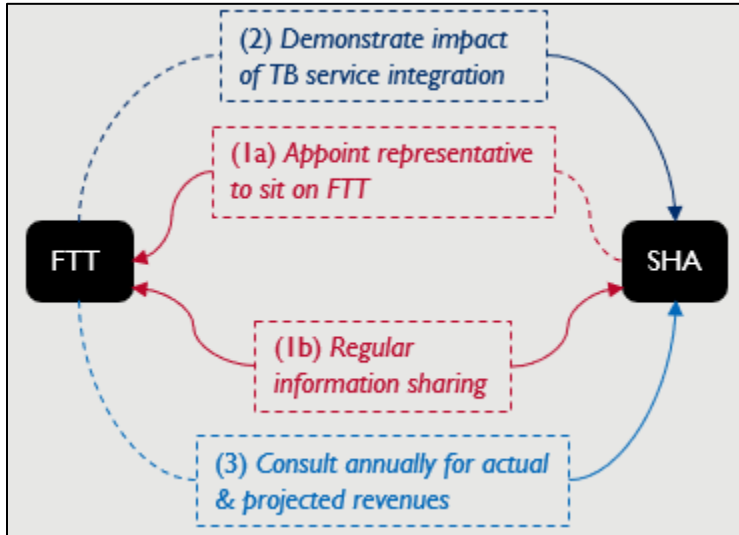 (2) Demonstrate impact
of TB service integration
(1a) Appoint representative
to sit on FTT
FTT
SHA
(1b) Regular
information sharing
(3) Consult annually for actual
& projected revenues